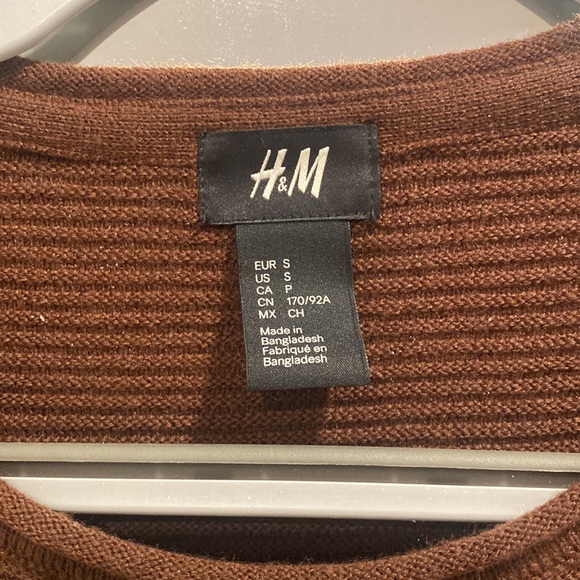 H&M
EUR S
US S
CA P
CN 170/92A
MX CH
Made in
Bangladesh
Fabriqué en
Bangladesh